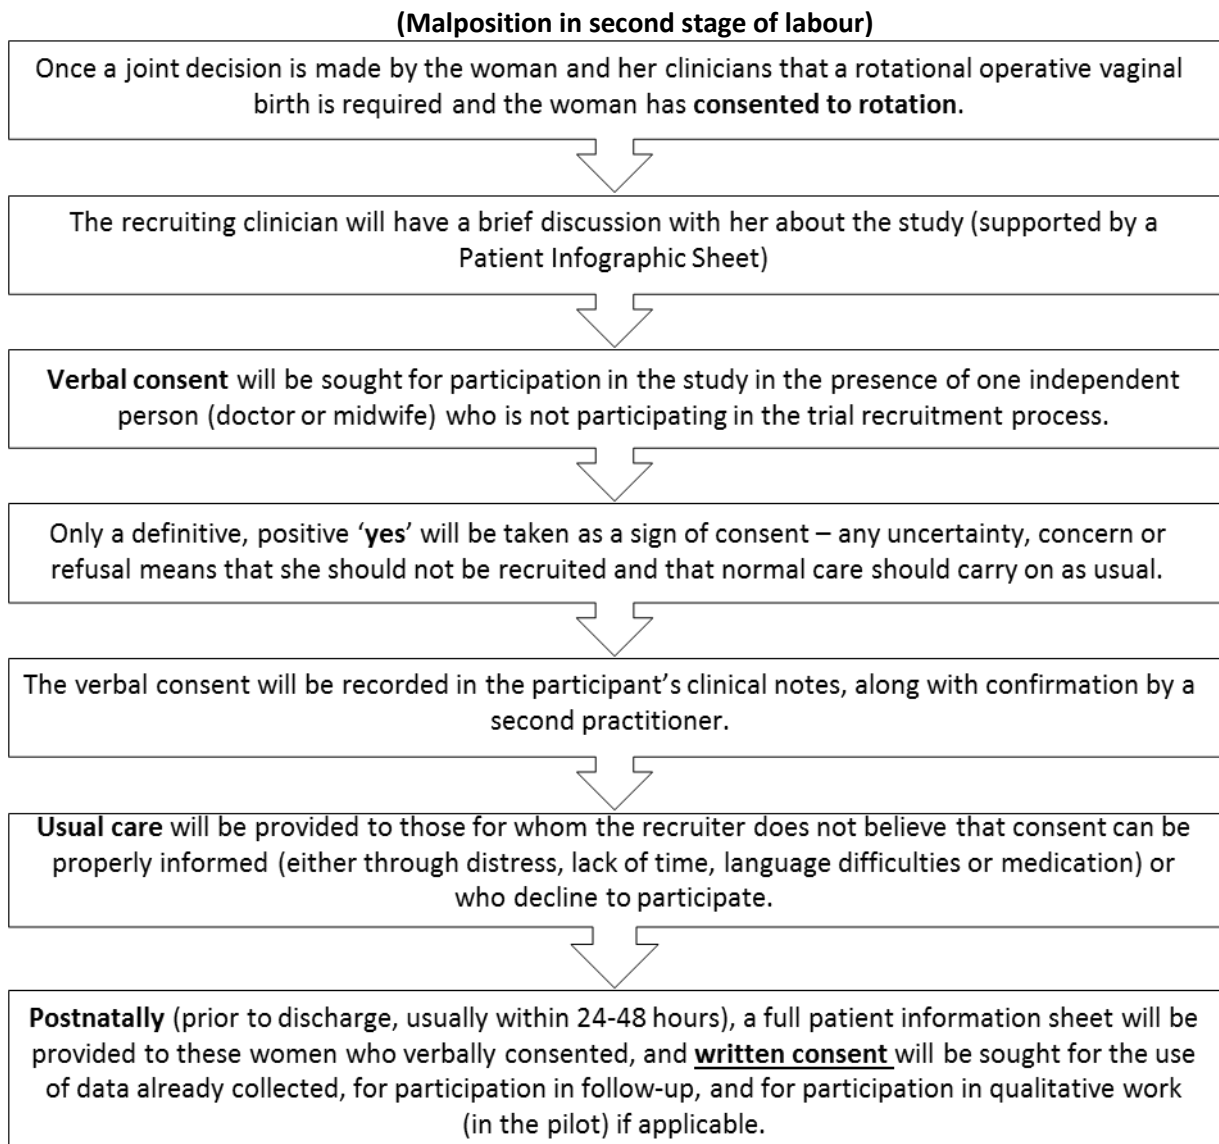 (Malposition in second stage of labour)
Once a joint decision is made by the woman and her clinicians that a rotational operative vaginal
birth is required and the woman has consented to rotation.
The recruiting clinician will have a brief discussion with her about the study (supported by a
Patient Infographic Sheet)
Verbal consent will be sought for participation in the study in the presence of one independent
person (doctor or midwife) who is not participating in the trial recruitment process.
Only a definitive, positive ‘yes’ will be taken as a sign of consent – any uncertainty, concern or
refusal means that she should not be recruited and that normal care should carry on as usual.
The verbal consent will be recorded in the participant’s clinical notes, along with confirmation by a
second practitioner.
Usual care will be provided to those for whom the recruiter does not believe that consent can be
properly informed (either through distress, lack of time, language difficulties or medication) or
who decline to participate.
Postnatally (prior to discharge, usually within 24-48 hours), a full patient information sheet will be
provided to these women who verbally consented, and written consent will be sought for the use
of data already collected, for participation in follow-up, and for participation in qualitative work
(in the pilot) if applicable.